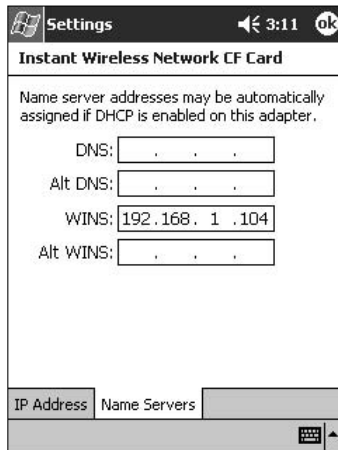 Settings 3:11 ok
Instant Wireless Network CF Card
Name server addresses may be automatically
assigned if DHCP is enabled on this adapter.
DNS: . . .
Alt DNS: . . .
WINS: 192.168. 1 .104
Alt WINS: . . .
IP Address Name Servers